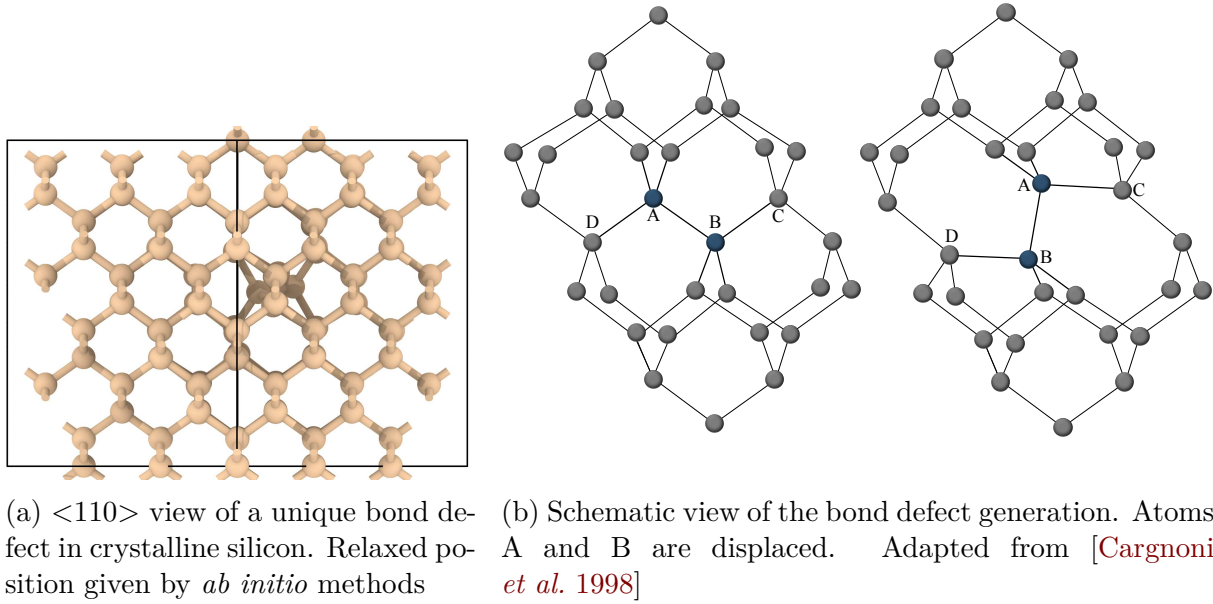 D
A
B
C
A
C
D
B
(a) <110> view of a unique bond de-
fect in crystalline silicon. Relaxed po-
sition given by ab initio methods
(b) Schematic view of the bond defect generation. Atoms
A and B are displaced. Adapted from [Cargnoni
et al. 1998]